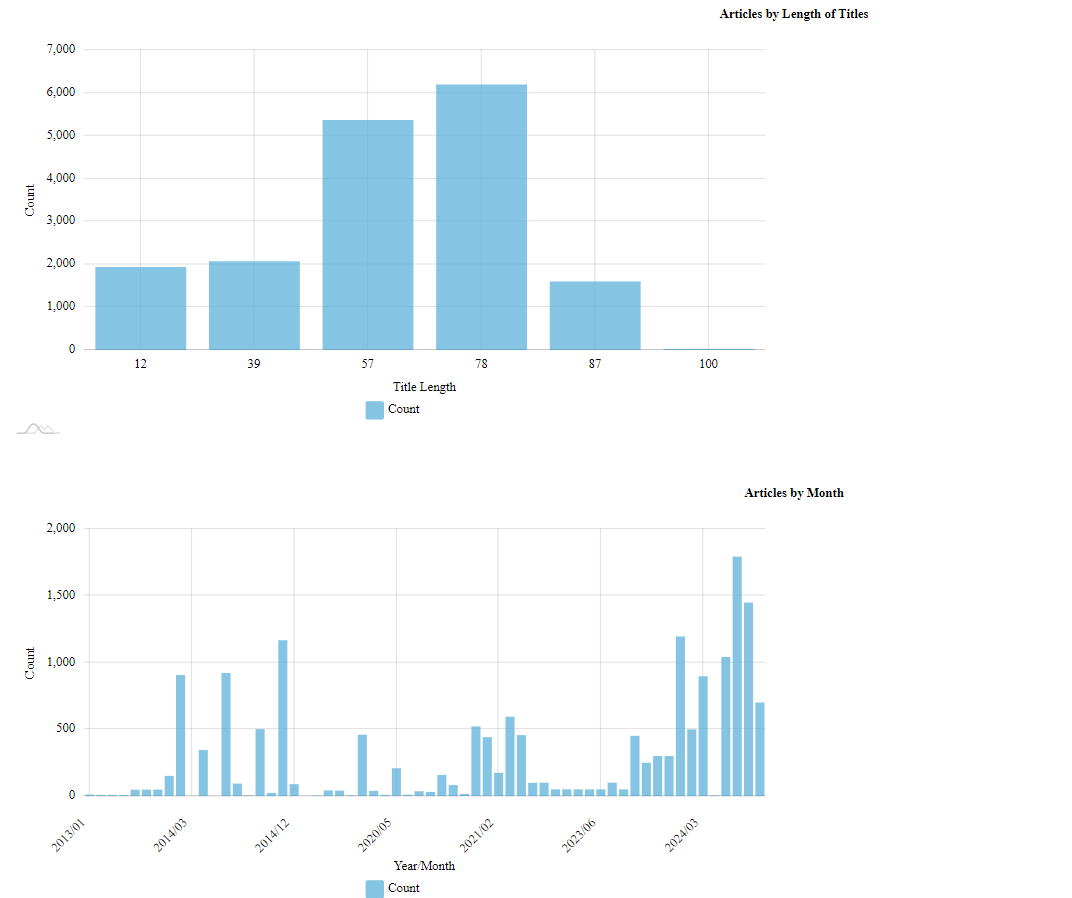 Articles by Length of Titles
7,000
6,000
5,000
4,000
3,000
2,000
1,000
0
Count
12 39 57 78 87 100
Title Length
Count
Articles by Month
2,000
1,500
1,000
500
0
Count
2013/01 2014/03 2014/12 2020/05 2021/02 2023/06 2024/03
Year/Month
Count